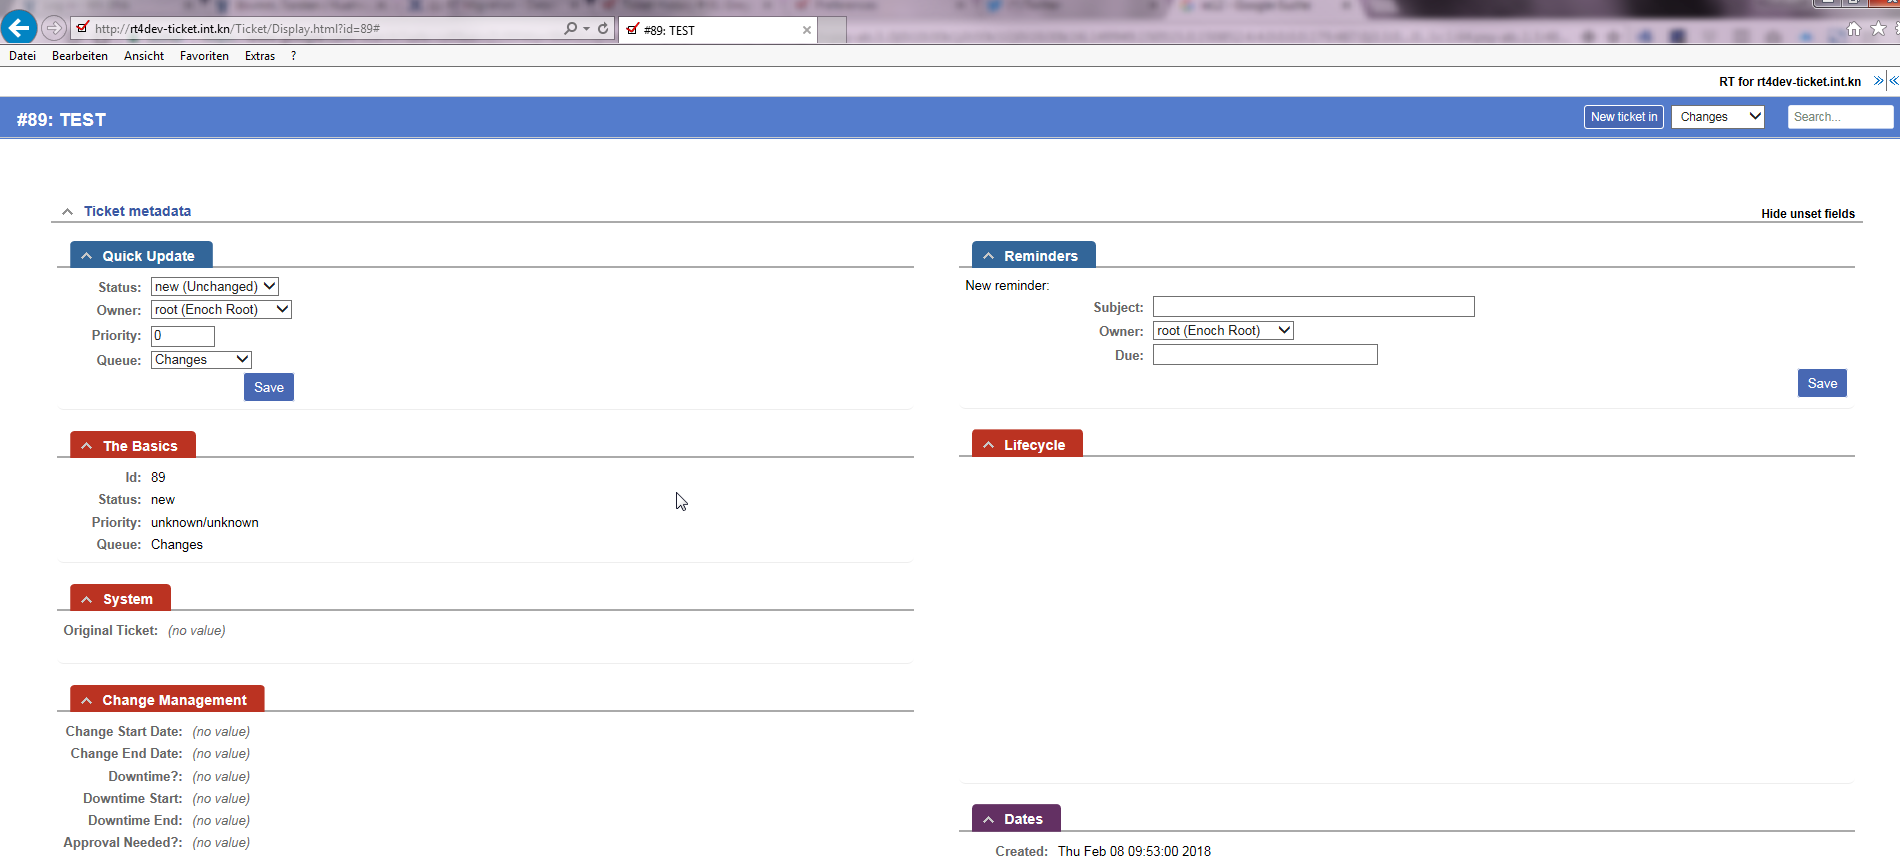 http://rt4dev-ticket.int.kn/Ticket/Display.html?id=89#
#89: TEST
Datei Bearbeiten Ansicht Favoriten Extras ?
RT for rt4dev-ticket.int.kn
#89: TEST
New ticket in
Changes
Search...
Ticket metadata
Hide unset fields
Quick Update
Status: new (Unchanged)
Owner: root (Enoch Root)
Priority: 0
Queue: Changes
Save
The Basics
Id: 89
Status: new
Priority: unknown/unknown
Queue: Changes
System
Original Ticket: (no value)
Change Management
Change Start Date: (no value)
Change End Date: (no value)
Downtime?: (no value)
Downtime Start: (no value)
Downtime End: (no value)
Approval Needed?: (no value)
Reminders
New reminder:
Subject:
Owner: root (Enoch Root)
Due:
Save
Lifecycle
Dates
Created: Thu Feb 08 09:53:00 2018